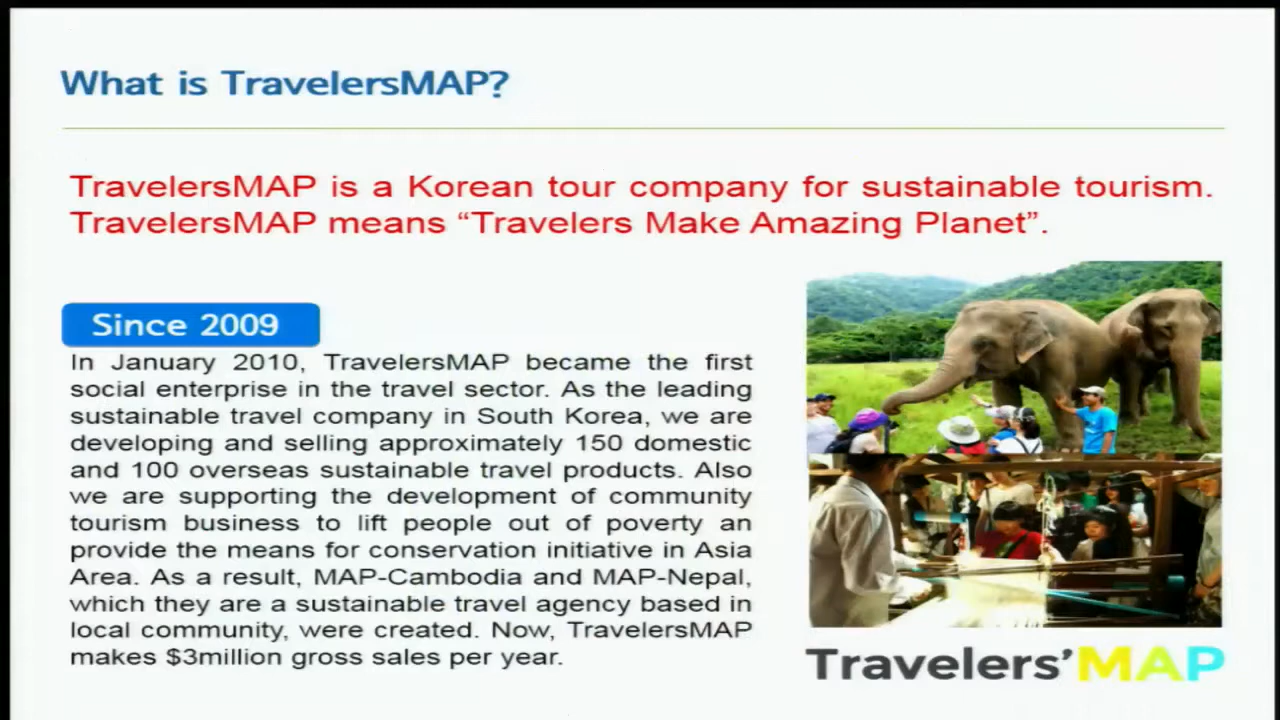 What is TravelersMAP?
TravelersMAP is a Korean tour company for sustainable tourism.
TravelersMAP means “Travelers Make Amazing Planet”.
Since 2009
In January 2010, TravelersMAP became the first
social enterprise in the travel sector. As the leading
sustainable travel company in South Korea, we are
developing and selling approximately 150 domestic
and 100 overseas sustainable travel products. Also
we are supporting the development of community
tourism business to lift people out of poverty an
provide the means for conservation initiative in Asia
Area. As a result, MAP-Cambodia and MAP-Nepal,
which they are a sustainable travel agency based in
local community, were created. Now, TravelersMAP
makes $3million gross sales per year.
Travelers’MAP